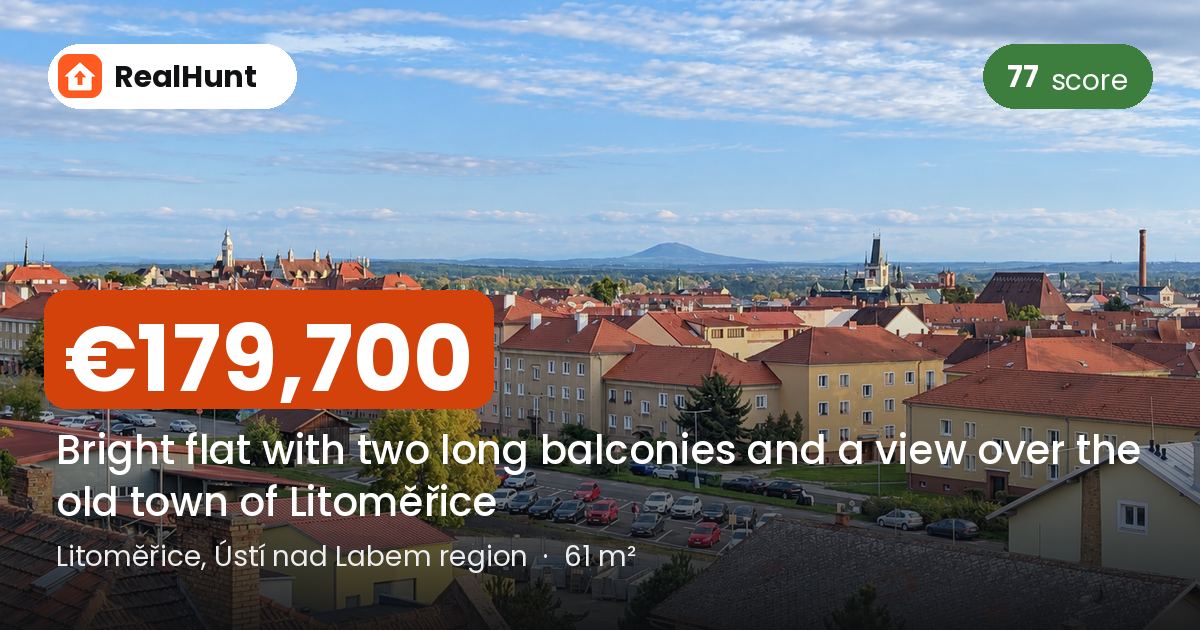 RealHunt
77 score
€179,700
Bright flat with two long balconies and a view over the
old town of Litoměřice
Litoměřice, Ústí nad Labem region · 61 m²